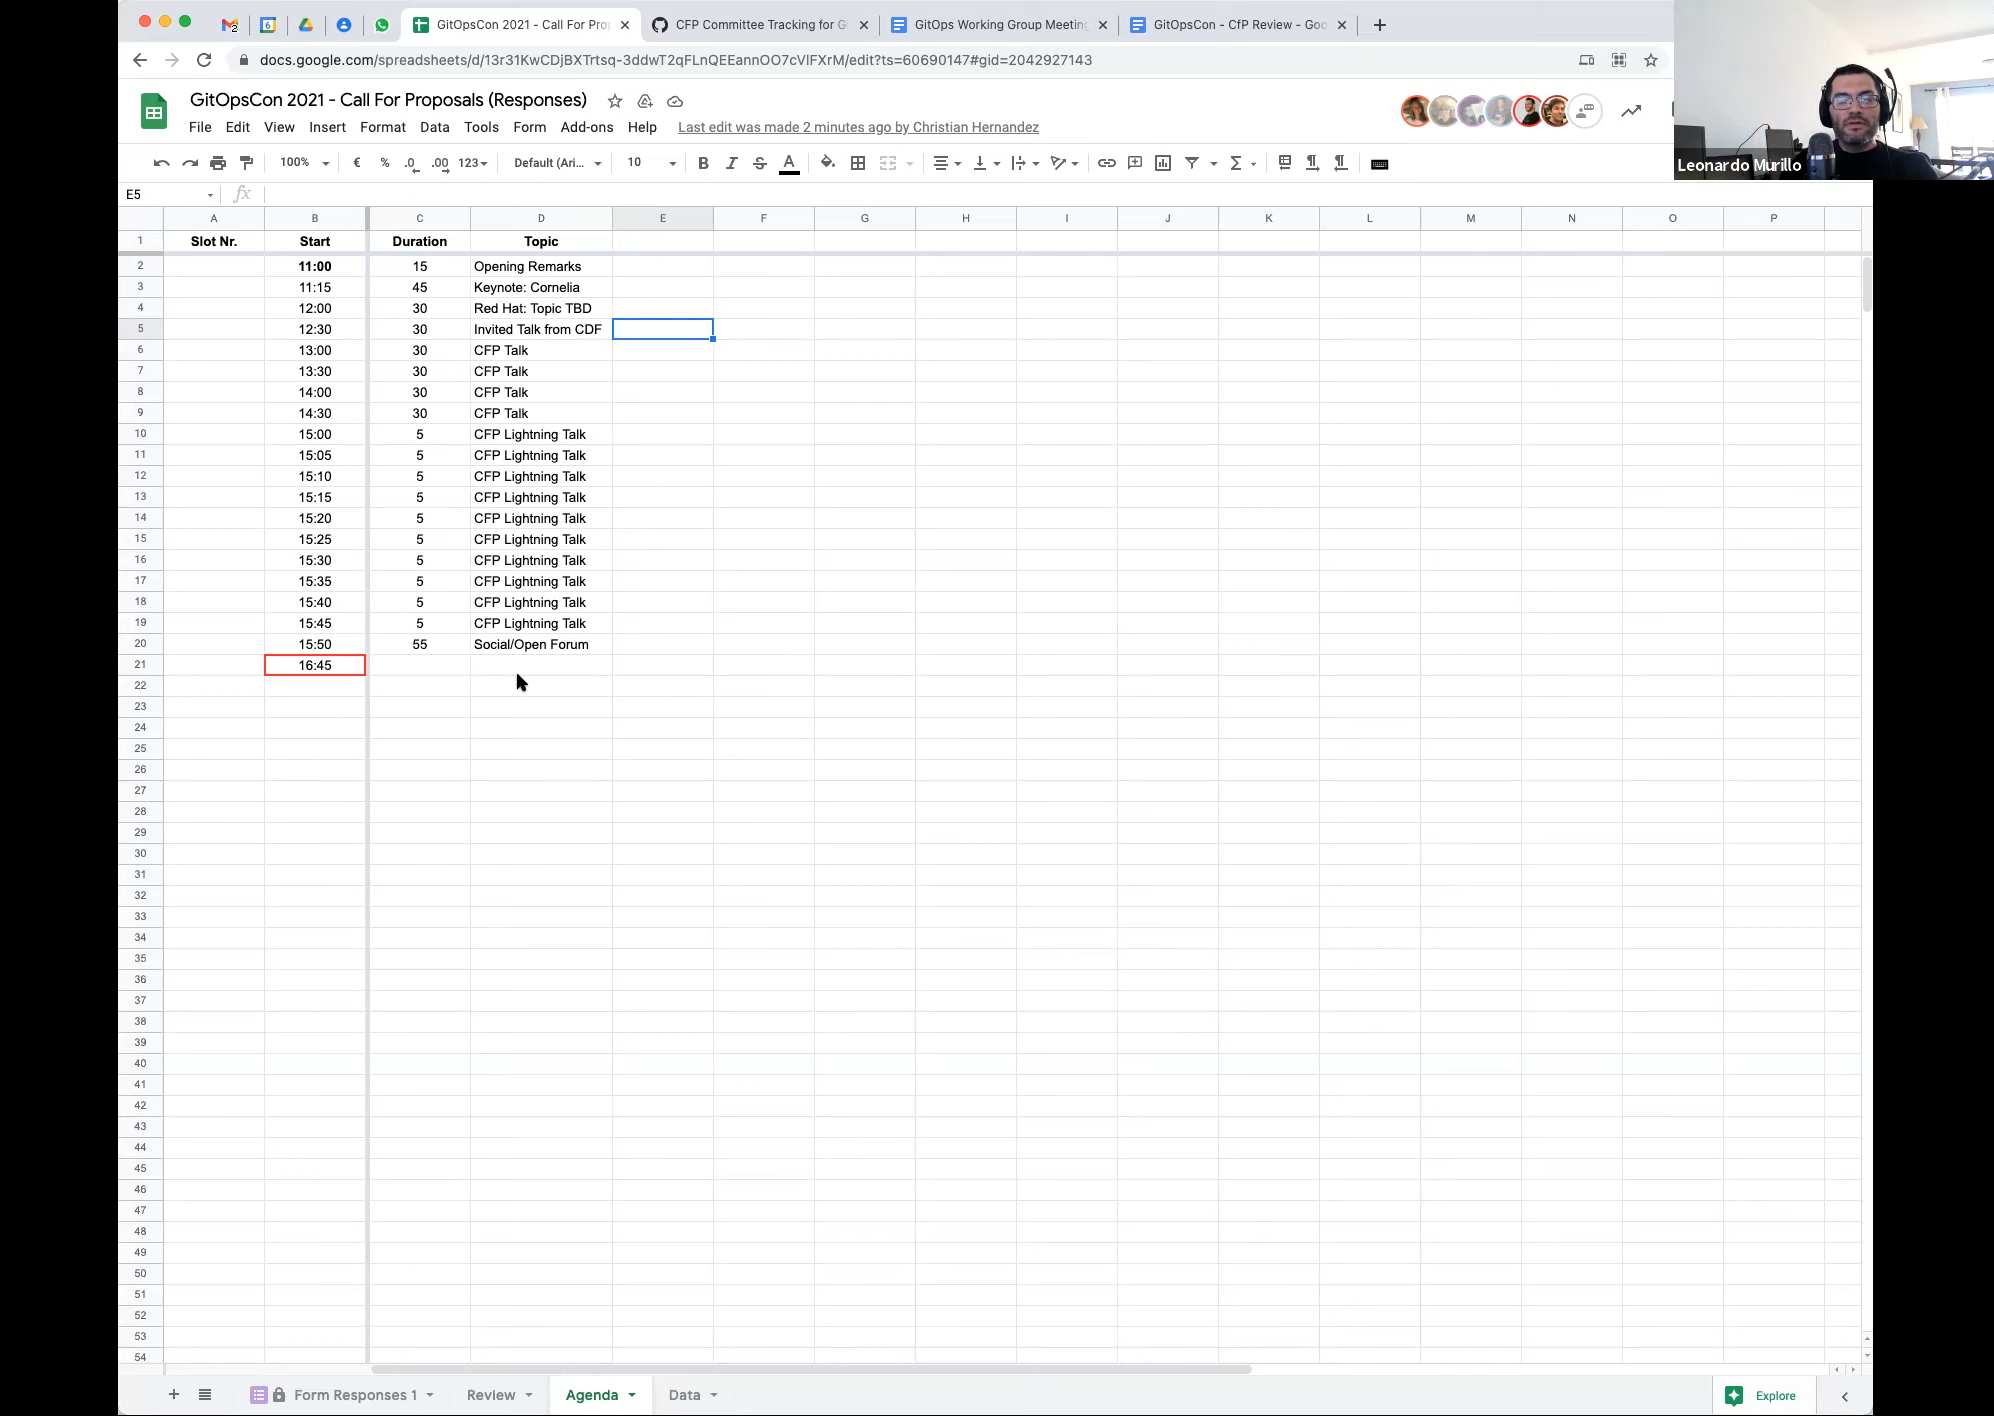 GitOpsCon 2021 - Call For Prop
CFP Committee Tracking for G
GitOps Working Group Meeting
GitOpsCon - CfP Review - Goo
docs.google.com/spreadsheets/d/13r31KwCDjBXTrtsq-3ddwT2qFLnQEEannOO7cVlFXrM/edit?ts=60690147#gid=2042927143
GitOpsCon 2021 - Call For Proposals (Responses)
File Edit View Insert Format Data Tools Form Add-ons Help Last edit was made 2 minutes ago by Christian Hernandez
Leonardo Murillo
100% € % .0 .00 123 Default (Ari... 10 B I S A
E5 fx
A B C D E F G H I J K L M N O P
1 Slot Nr. Start Duration Topic
2 11:00 15 Opening Remarks
3 11:15 45 Keynote: Cornelia
4 12:00 30 Red Hat: Topic TBD
5 12:30 30 Invited Talk from CDF
6 13:00 30 CFP Talk
7 13:30 30 CFP Talk
8 14:00 30 CFP Talk
9 14:30 30 CFP Talk
10 15:00 5 CFP Lightning Talk
11 15:05 5 CFP Lightning Talk
12 15:10 5 CFP Lightning Talk
13 15:15 5 CFP Lightning Talk
14 15:20 5 CFP Lightning Talk
15 15:25 5 CFP Lightning Talk
16 15:30 5 CFP Lightning Talk
17 15:35 5 CFP Lightning Talk
18 15:40 5 CFP Lightning Talk
19 15:45 5 CFP Lightning Talk
20 15:50 55 Social/Open Forum
21 16:45
22
23
24
25
26
27
28
29
30
31
32
33
34
35
36
37
38
39
40
41
42
43
44
45
46
47
48
49
50
51
52
53
54
Form Responses 1 Review Agenda Data Explore